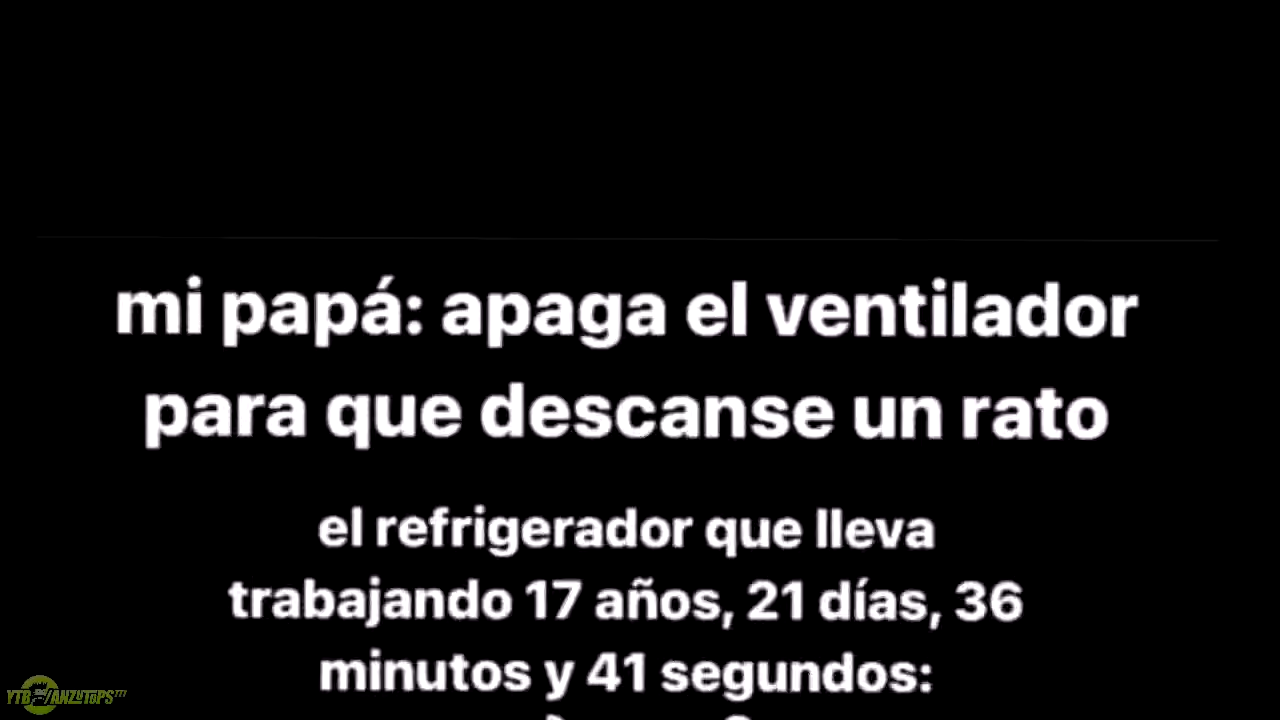 mi papá: apaga el ventilador
para que descanse un rato
el refrigerador que lleva
trabajando 17 años, 21 días, 36
minutos y 41 segundos: